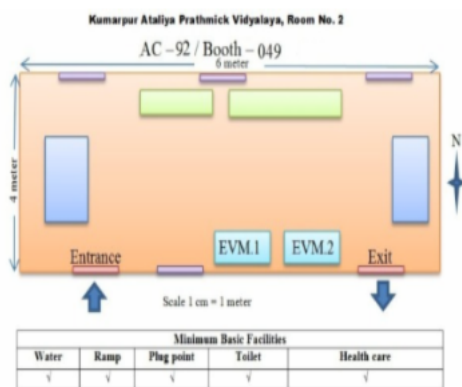 Kumarpur Ataliya Prathmick Vidyalaya, Room No. 2
AC – 92 / Booth – 049
6 meter
4 meter
N
EVM.1 EVM.2
Entrance Exit
Scale 1 cm = 1 meter
Minimum Basic Facilities
Water Ramp Plug point Toilet Health care
√ √ √ √ √